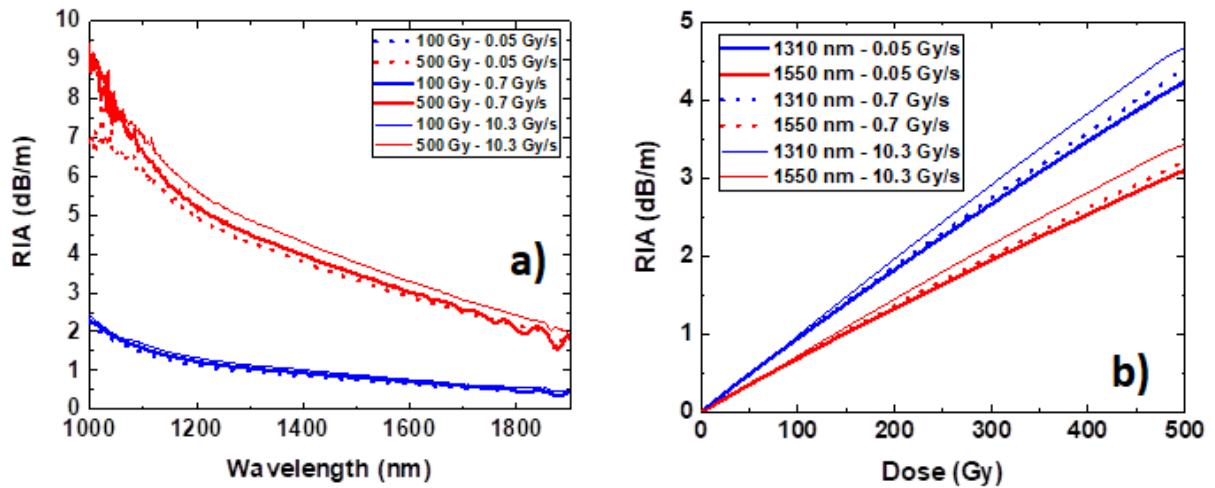 10
9
8
7
6
5
4
3
2
1
0
RIA (dB/m)
100 Gy - 0.05 Gy/s
500 Gy - 0.05 Gy/s
100 Gy - 0.7 Gy/s
500 Gy - 0.7 Gy/s
100 Gy - 10.3 Gy/s
500 Gy - 10.3 Gy/s
a)
1000 1200 1400 1600 1800
Wavelength (nm)
5
4
3
2
1
0
RIA (dB/m)
1310 nm - 0.05 Gy/s
1550 nm - 0.05 Gy/s
1310 nm - 0.7 Gy/s
1550 nm - 0.7 Gy/s
1310 nm - 10.3 Gy/s
1550 nm - 10.3 Gy/s
b)
0 100 200 300 400 500
Dose (Gy)